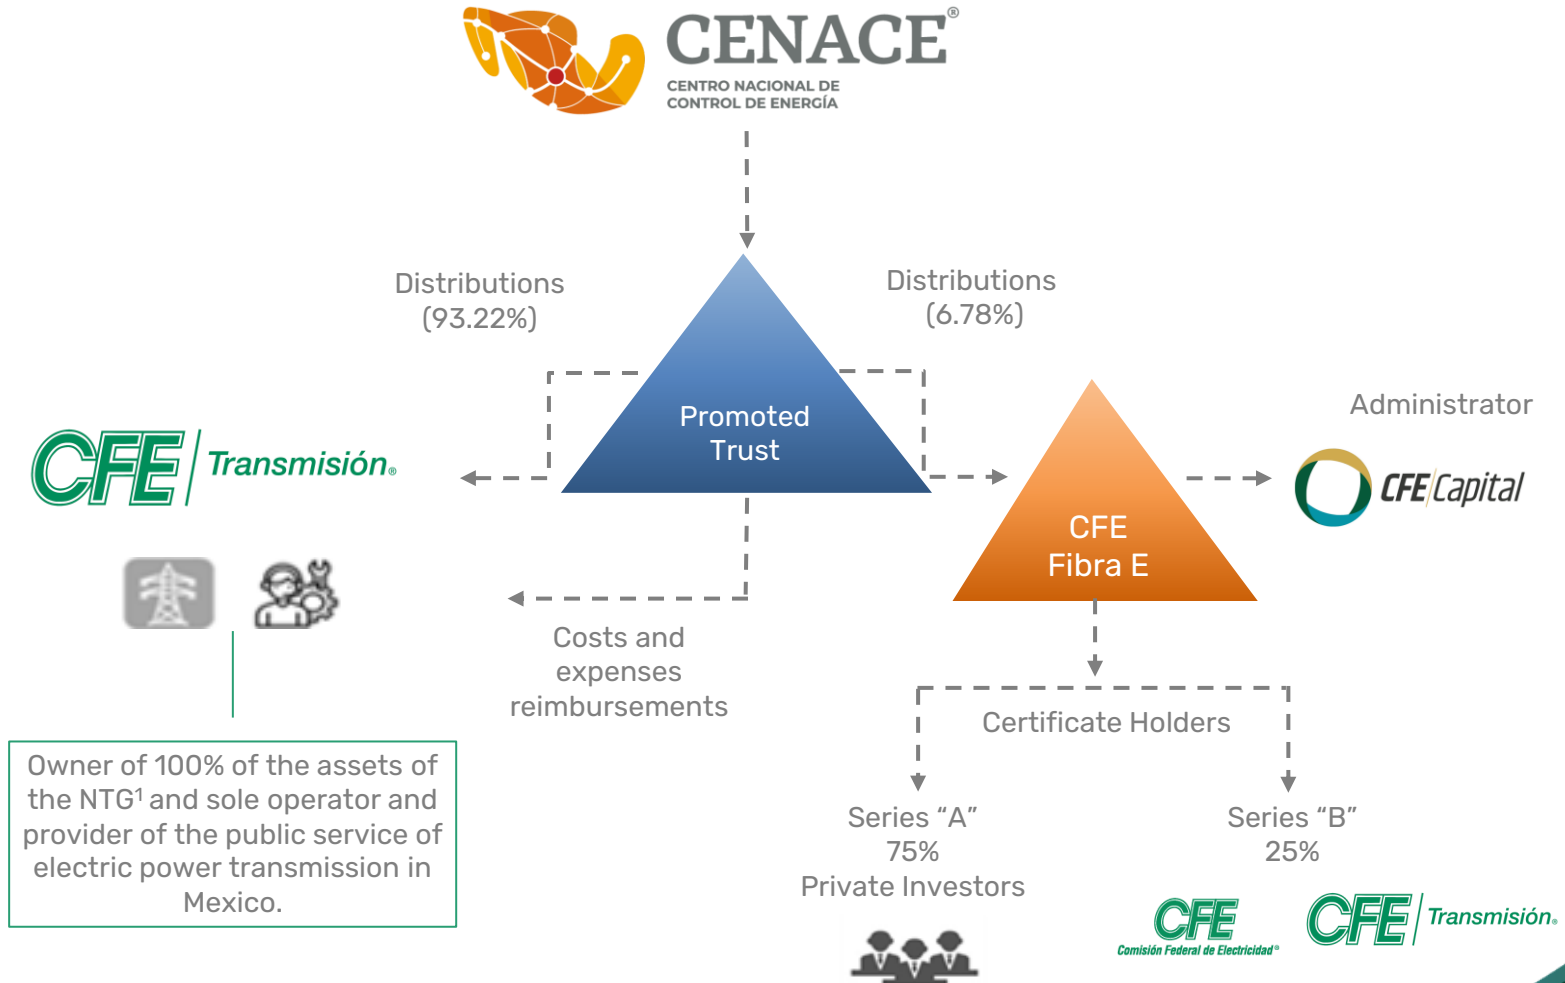 CENACE®
CENTRO NACIONAL DE
CONTROL DE ENERGÍA
Distributions
(93.22%)
Distributions
(6.78%)
Promoted
Trust
Administrator
CFE Transmisión®
CFE Capital
CFE
Fibra E
Costs and
expenses
reimbursements
Certificate Holders
Owner of 100% of the assets of
the NTG¹ and sole operator and
provider of the public service of
electric power transmission in
Mexico.
Series “A”
75%
Private Investors
Series “B”
25%
CFE
Comisión Federal de Electricidad®
CFE Transmisión®